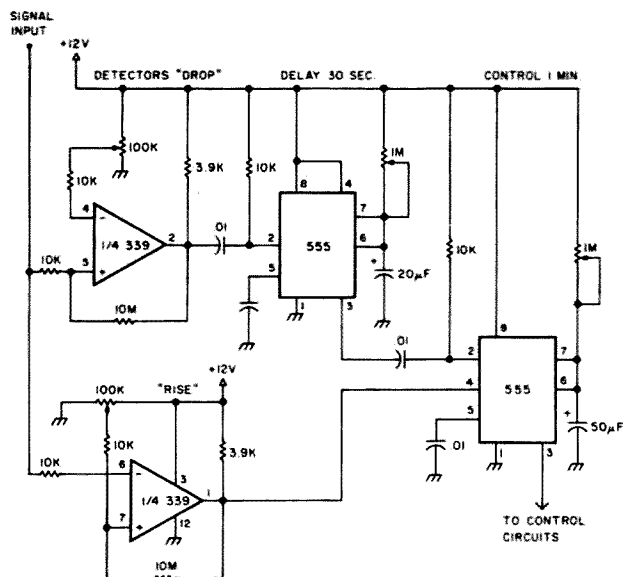 SIGNAL
INPUT
+12V
DETECTORS "DROP"
DELAY 30 SEC.
CONTROL 1 MIN.
100K
10K
3.9K
10K
1M
8
4
4
-
1/4 339
2
.01
2
555
7
6
10K
1M
10K
5
+
5
+
20µF
10M
1
3
.01
9
2
7
+12V
"RISE"
100K
4
555
6
10K
3.9K
5
+
50µF
10K
6
-
3
1/4 339
1
.01
1
3
7
+
12
TO CONTROL
CIRCUITS
10M